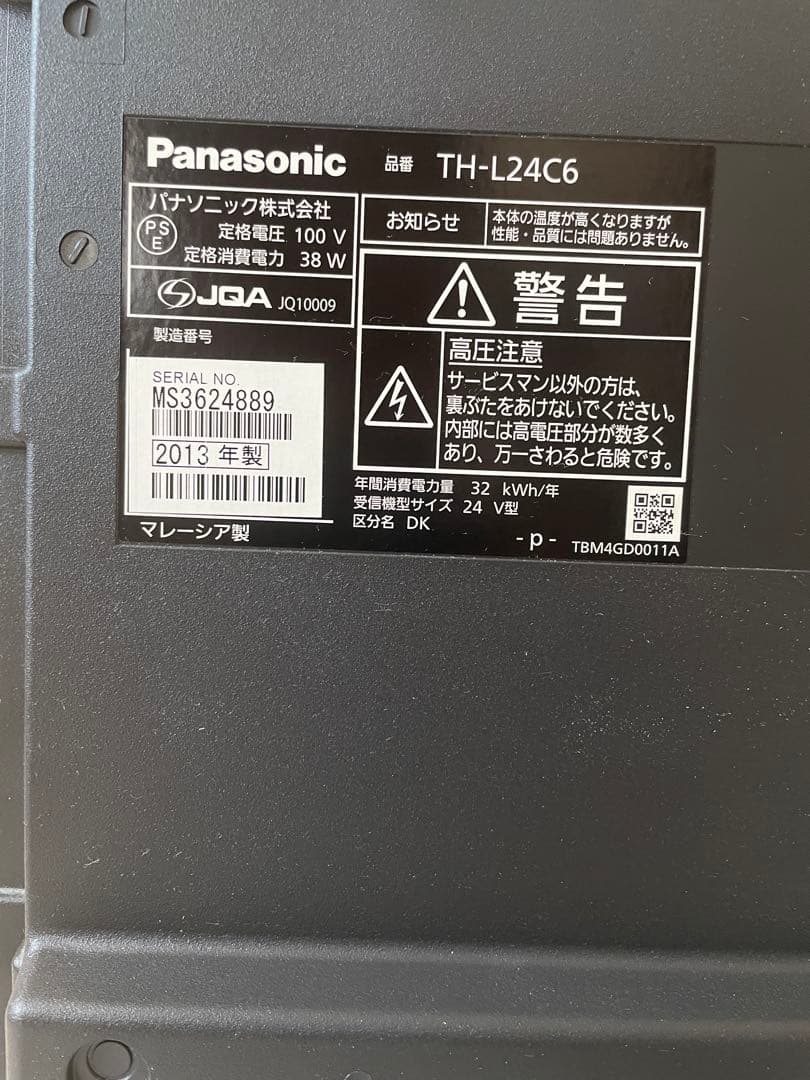 Panasonic 品番 TH-L24C6
パナソニック株式会社
PS
E
定格電圧 100 V
定格消費電力 38 W
JQA JQ10009
製造番号
SERIAL NO.
MS3624889
2013 年製
マレーシア製
お知らせ
本体の温度が高くなりますが
性能・品質には問題ありません。
警告
高圧注意
サービスマン以外の方は、
裏ぶたをあけないでください。
内部には高電圧部分が数多く
あり、万一さわると危険です。
年間消費電力量 32 kWh/年
受信機型サイズ 24 V型
区分名 DK
- p - TBM4GD0011A